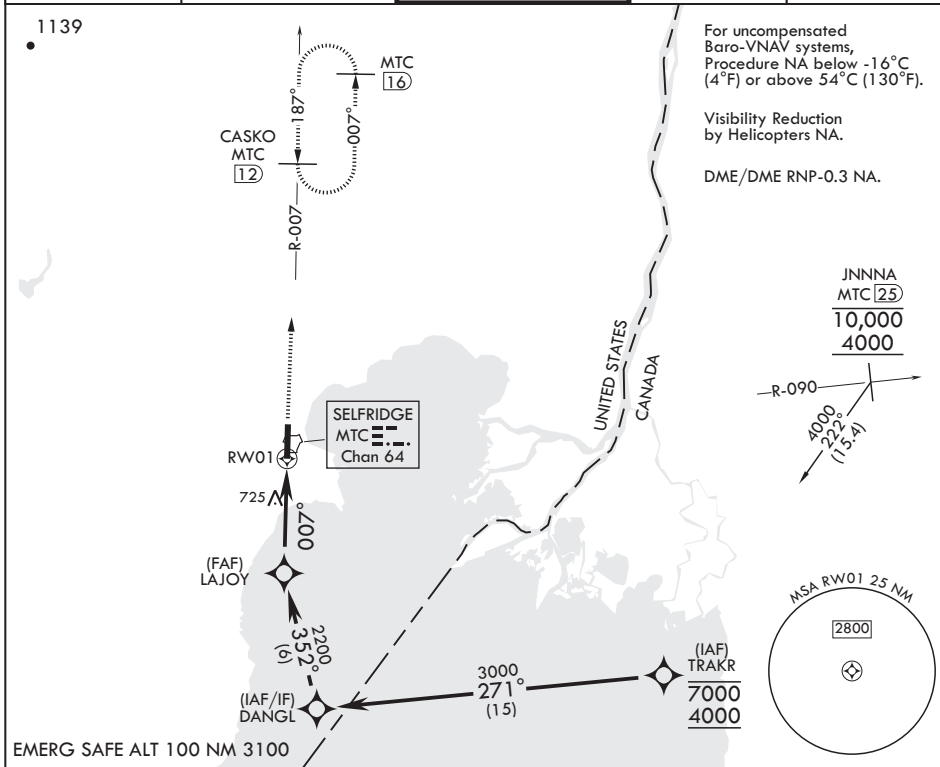 1139
187°
007°
MTC
16
CASKO
MTC
12
R-007
For uncompensated
Baro-VNAV systems,
Procedure NA below -16°C
(4°F) or above 54°C (130°F).
Visibility Reduction
by Helicopters NA.
DME/DME RNP-0.3 NA.
JNNNA
MTC 25
10,000
4000
R-090
4000
222°
(15.4)
UNITED STATES
CANADA
SELFRIDGE
MTC
Chan 64
RW01
725
007°
(FAF)
LAJOY
2200
352°
(6)
(IAF/IF)
DANGL
3000
271°
(15)
(IAF)
TRAKR
7000
4000
MSA RW01 25 NM
2800
EMERG SAFE ALT 100 NM 3100